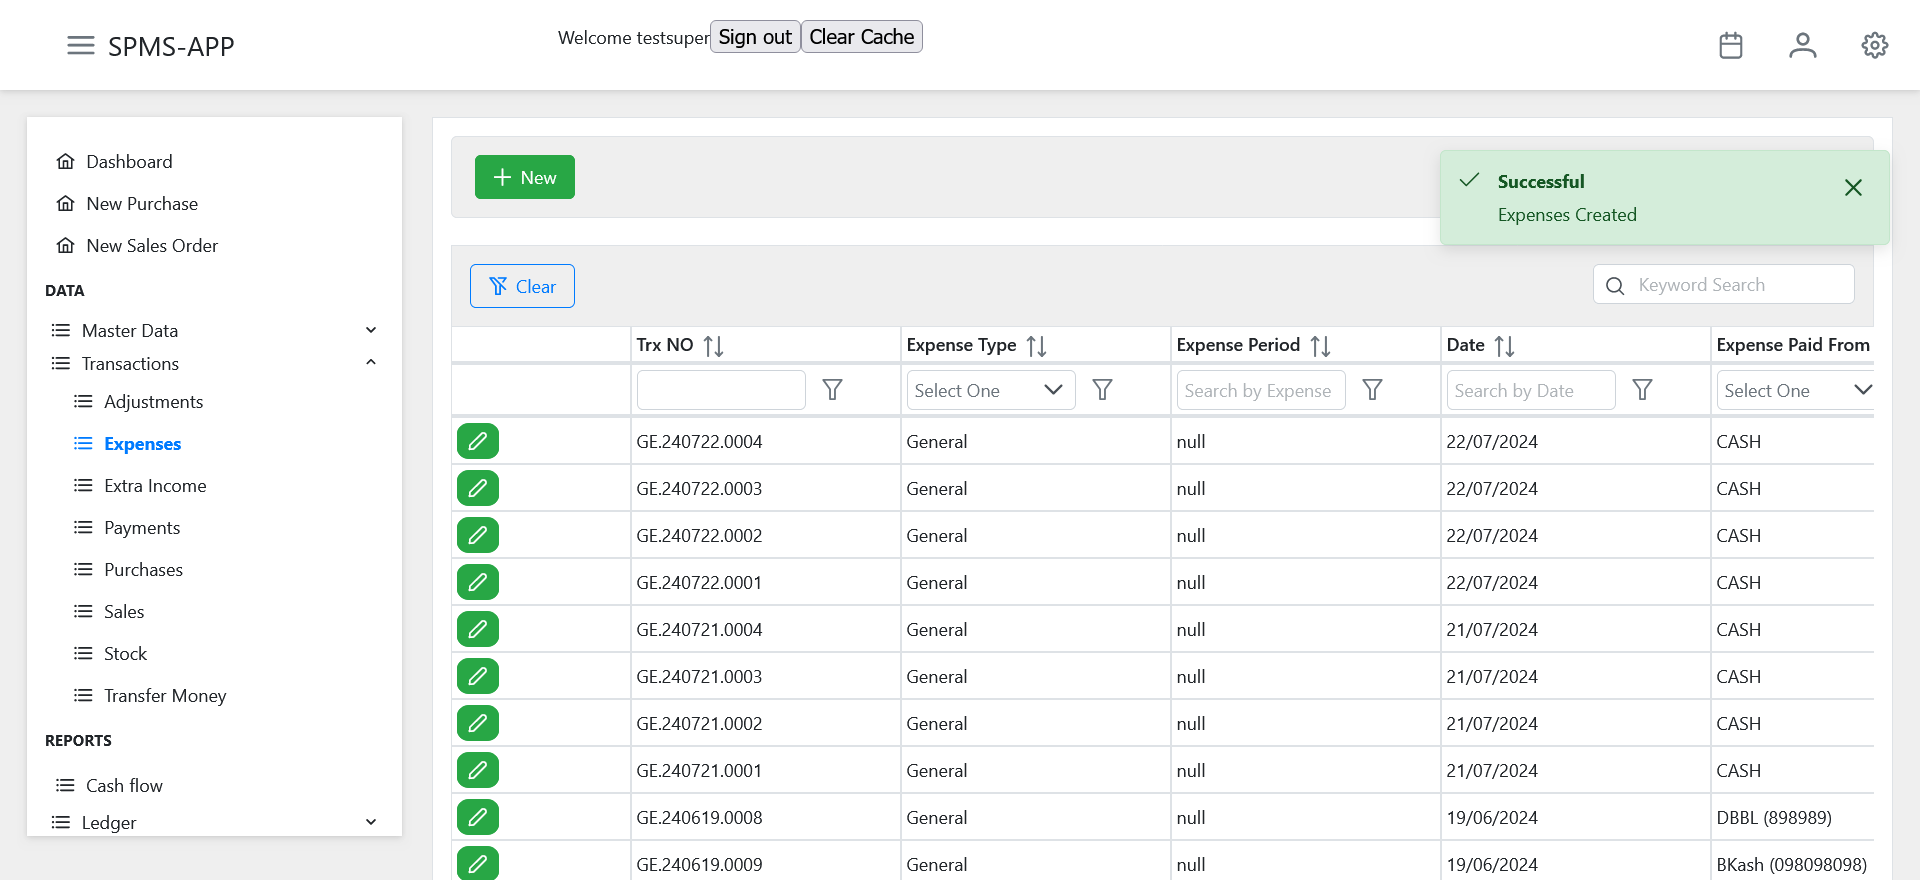 SPMS-APP
Welcome testsuper Sign out Clear Cache
Dashboard
New Purchase
New Sales Order
DATA
Master Data
Transactions
Adjustments
Expenses
Extra Income
Payments
Purchases
Sales
Stock
Transfer Money
REPORTS
Cash flow
Ledger
New
Successful
Expenses Created
Clear
Keyword Search
Trx NO Expense Type Expense Period Date Expense Paid From
Select One Search by Expense Search by Date Select One
GE.240722.0004 General null 22/07/2024 CASH
GE.240722.0003 General null 22/07/2024 CASH
GE.240722.0002 General null 22/07/2024 CASH
GE.240722.0001 General null 22/07/2024 CASH
GE.240721.0004 General null 21/07/2024 CASH
GE.240721.0003 General null 21/07/2024 CASH
GE.240721.0002 General null 21/07/2024 CASH
GE.240721.0001 General null 21/07/2024 CASH
GE.240619.0008 General null 19/06/2024 DBBL (898989)
GE.240619.0009 General null 19/06/2024 BKash (098098098)